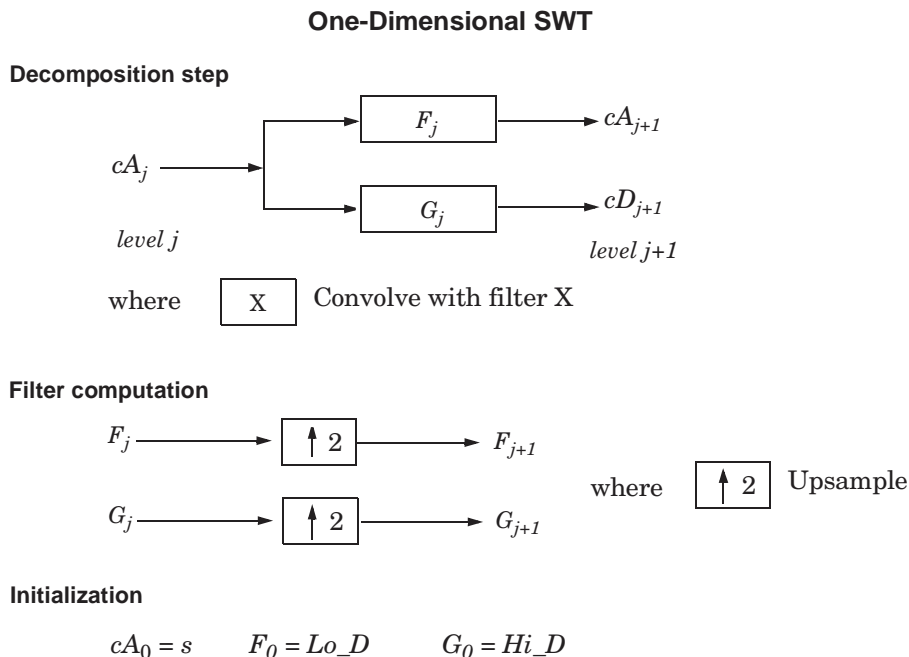 One-Dimensional SWT
Decomposition step
F_j
cA_{j+1}
cA_j
G_j
cD_{j+1}
level j
level j+1
where X Convolve with filter X
Filter computation
F_j ↑ 2 F_{j+1}
where ↑ 2 Upsample
G_j ↑ 2 G_{j+1}
Initialization
cA_0 = s F_0 = Lo_D G_0 = Hi_D